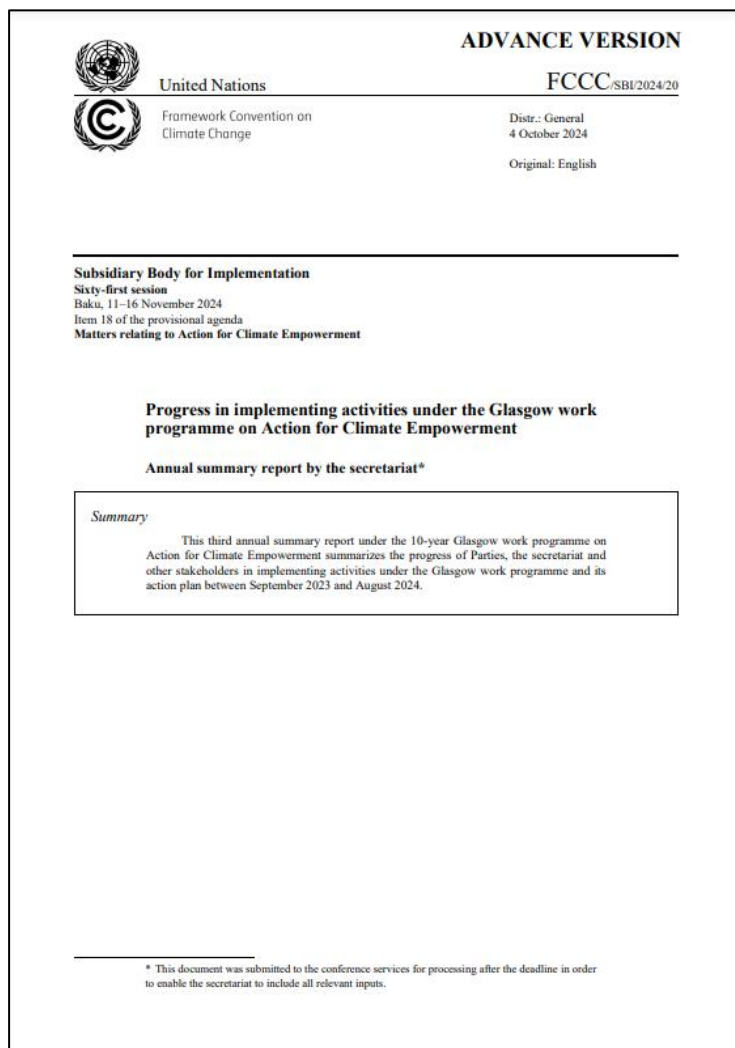 ADVANCE VERSION
United Nations
FCCC/SBI/2024/20
Framework Convention on
Climate Change
Distr.: General
4 October 2024
Original: English
Subsidiary Body for Implementation
Sixty-first session
Baku, 11–16 November 2024
Item 18 of the provisional agenda
Matters relating to Action for Climate Empowerment
Progress in implementing activities under the Glasgow work
programme on Action for Climate Empowerment
Annual summary report by the secretariat*
Summary
This third annual summary report under the 10-year Glasgow work programme on
Action for Climate Empowerment summarizes the progress of Parties, the secretariat and
other stakeholders in implementing activities under the Glasgow work programme and its
action plan between September 2023 and August 2024.
* This document was submitted to the conference services for processing after the deadline in order
to enable the secretariat to include all relevant inputs.